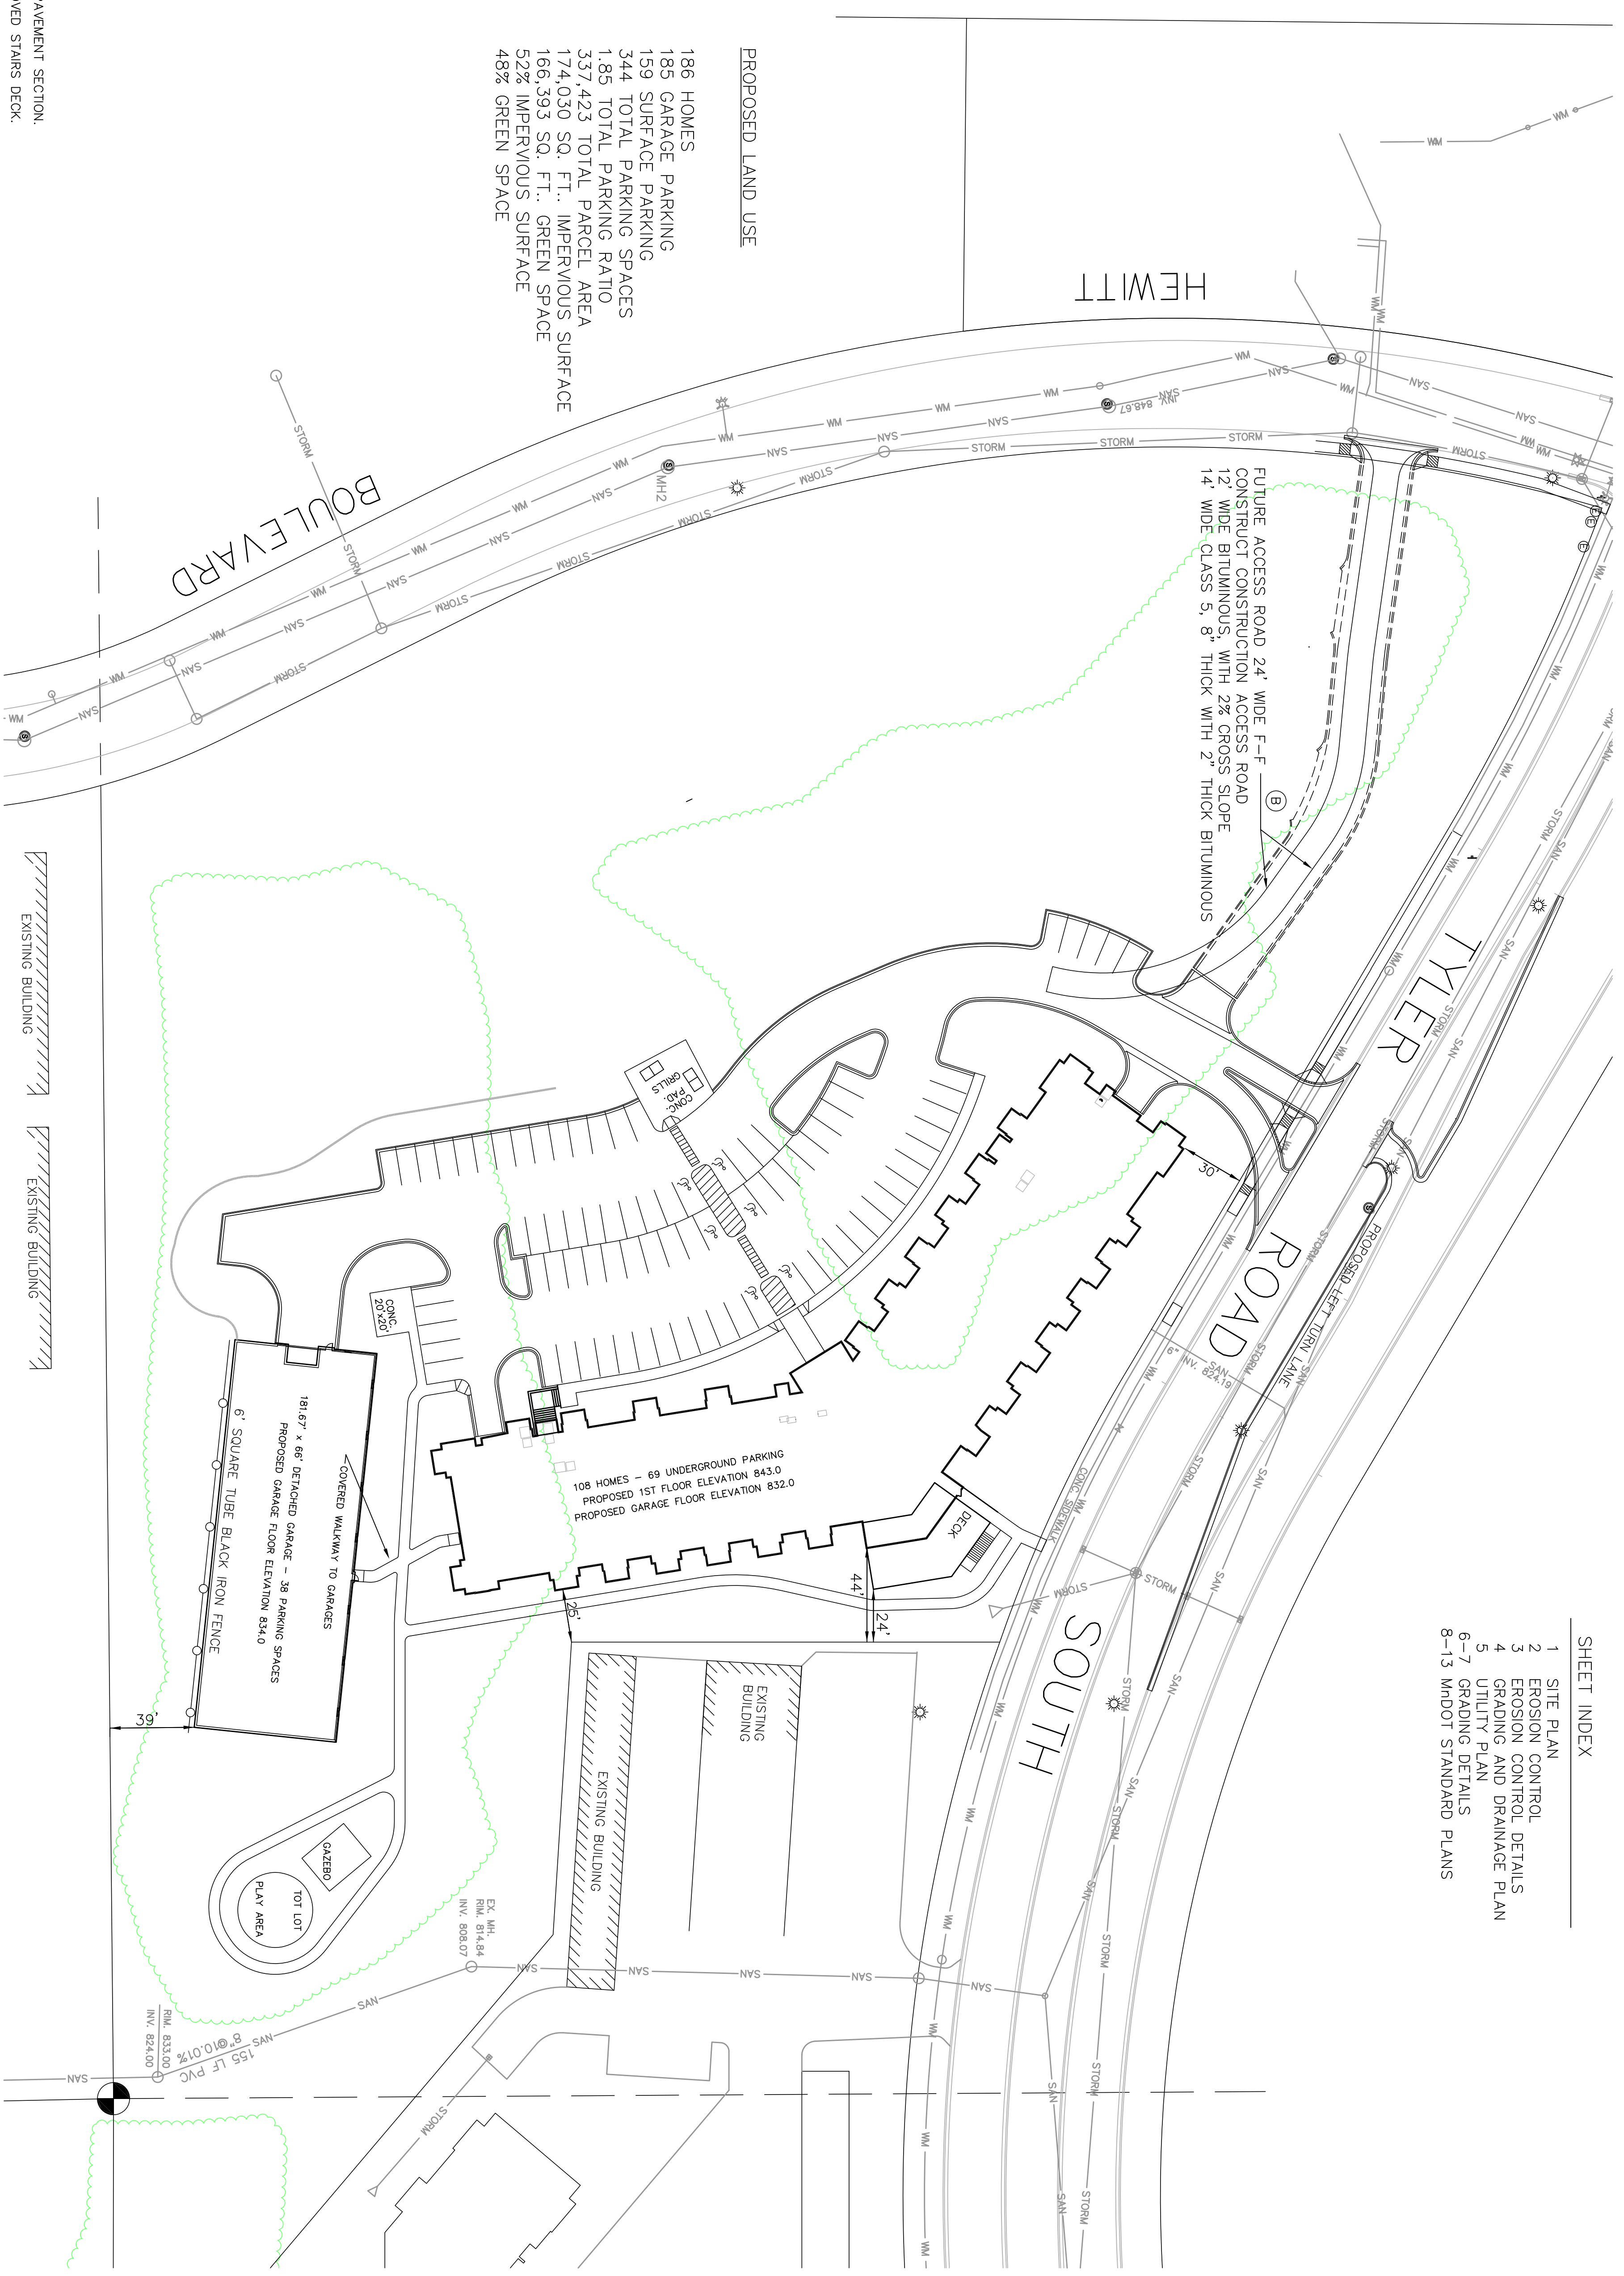 SHEET INDEX
1 SITE PLAN
2 EROSION CONTROL
3 EROSION CONTROL DETAILS
4 GRADING AND DRAINAGE PLAN
5 UTILITY PLAN
6-7 GRADING DETAILS
8-13 MnDOT STANDARD PLANS
PROPOSED LAND USE
186 HOMES
185 GARAGE PARKING
159 SURFACE PARKING
344 TOTAL PARKING SPACES
1.85 TOTAL PARKING RATIO
337,423 TOTAL PARCEL AREA
174,030 SQ. FT.. IMPERVIOUS SURFACE
166,393 SQ. FT.. GREEN SPACE
52% IMPERVIOUS SURFACE
48% GREEN SPACE
PAVEMENT SECTION.
OVED STAIRS DECK.
HEWITT
BOULEVARD
TYLER
ROAD
SOUTH
FUTURE ACCESS ROAD 24' WIDE F-F
CONSTRUCT CONSTRUCTION ACCESS ROAD
12' WIDE BITUMINOUS, WITH 2% CROSS SLOPE
14' WIDE CLASS 5, 8" THICK WITH 2" THICK BITUMINOUS
B
MH2
INV. 848.67
PROPOSED LEFT TURN LANE
6" INV. 824.19
CONC. SIDEWALK
30'
DECK
44'
24'
25'
39'
CONC.
PAD.
GRILLS
CONC.
20'x20'
108 HOMES - 69 UNDERGROUND PARKING
PROPOSED 1ST FLOOR ELEVATION 843.0
PROPOSED GARAGE FLOOR ELEVATION 832.0
COVERED WALKWAY TO GARAGES
181.67' x 66' DETACHED GARAGE - 38 PARKING SPACES
PROPOSED GARAGE FLOOR ELEVATION 834.0
6' SQUARE TUBE BLACK IRON FENCE
EXISTING BUILDING
EXISTING BUILDING
EXISTING
BUILDING
EXISTING BUILDING
GAZEBO
TOT LOT
PLAY AREA
EX. MH.
RIM. 814.84
INV. 808.07
RIM. 833.00
INV. 824.00
155 LF PVC
8"@10.01%
WM
SAN
STORM